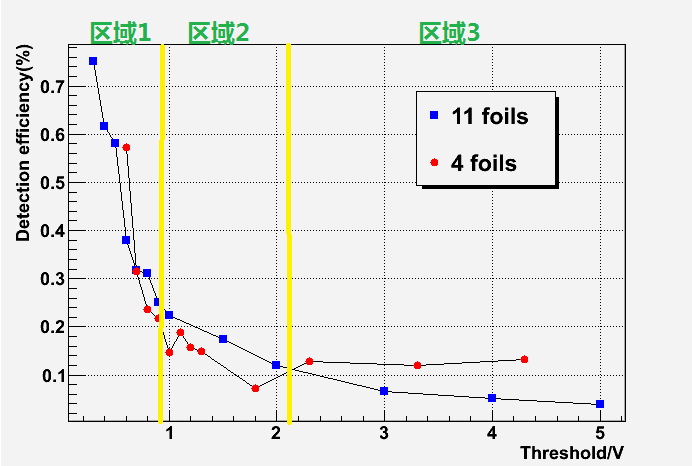 区域1 区域2 区域3
Detection efficiency(%)
0.7
0.6
0.5
0.4
0.3
0.2
0.1
11 foils
4 foils
1 2 3 4 5
Threshold/V